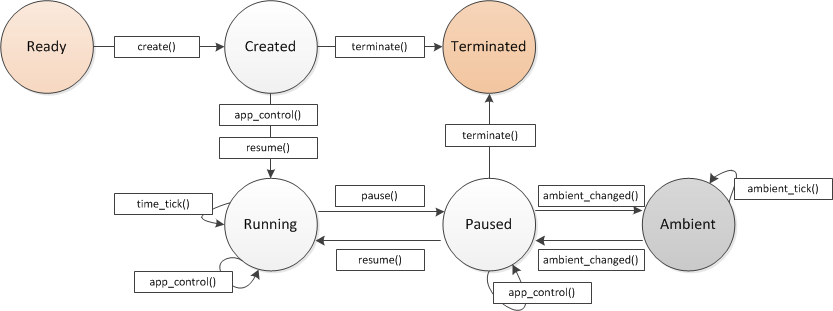 Ready
create()
Created
terminate()
Terminated
app_control()
resume()
terminate()
time_tick()
Running
app_control()
pause()
resume()
Paused
app_control()
ambient_changed()
ambient_changed()
Ambient
ambient_tick()